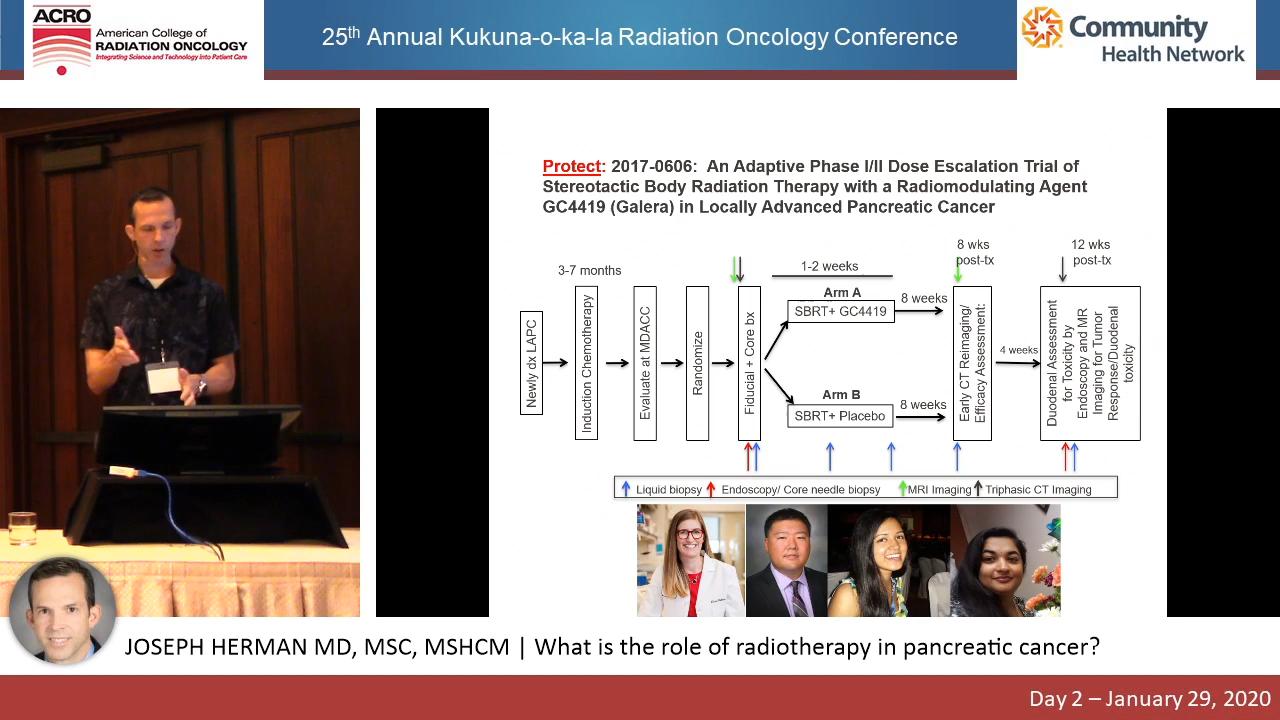 ACRO
American College of
RADIATION ONCOLOGY
Integrating Science and Technology Into Patient Care
25th Annual Kukuna-o-ka-la Radiation Oncology Conference
Community
Health Network
Protect: 2017-0606: An Adaptive Phase I/II Dose Escalation Trial of
Stereotactic Body Radiation Therapy with a Radiomodulating Agent
GC4419 (Galera) in Locally Advanced Pancreatic Cancer
3-7 months
1-2 weeks
8 wks
post-tx
12 wks
post-tx
Newly dx LAPC
Induction Chemotherapy
Evaluate at MDACC
Randomize
Fiducial + Core bx
Arm A
SBRT+ GC4419
8 weeks
Arm B
SBRT+ Placebo
8 weeks
Early CT Reimaging/
Efficacy Assessment:
4 weeks
Duodenal Assessment
for Toxicity by
Endoscopy and MR
Imaging for Tumor
Response/Duodenal
toxicity
Liquid biopsy
Endoscopy/ Core needle biopsy
MRI Imaging
Triphasic CT Imaging
JOSEPH HERMAN MD, MSC, MSHCM | What is the role of radiotherapy in pancreatic cancer?
Day 2 – January 29, 2020